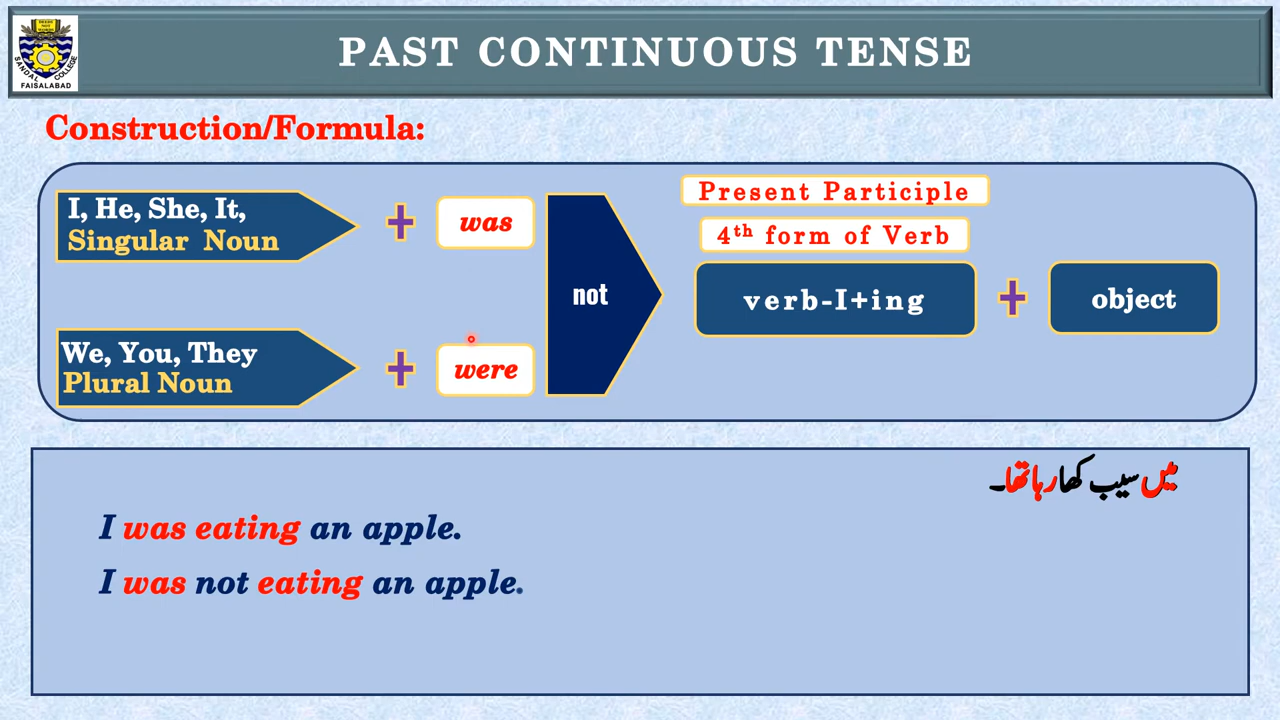 SANDAL COLLEGE
FAISALABAD
PAST CONTINUOUS TENSE
Construction/Formula:
I, He, She, It,
Singular Noun
+
was
We, You, They
Plural Noun
+
were
not
Present Participle
4th form of Verb
verb-I+ing
+
object
میں سیب کھا رہا تھا۔
I was eating an apple.
I was not eating an apple.